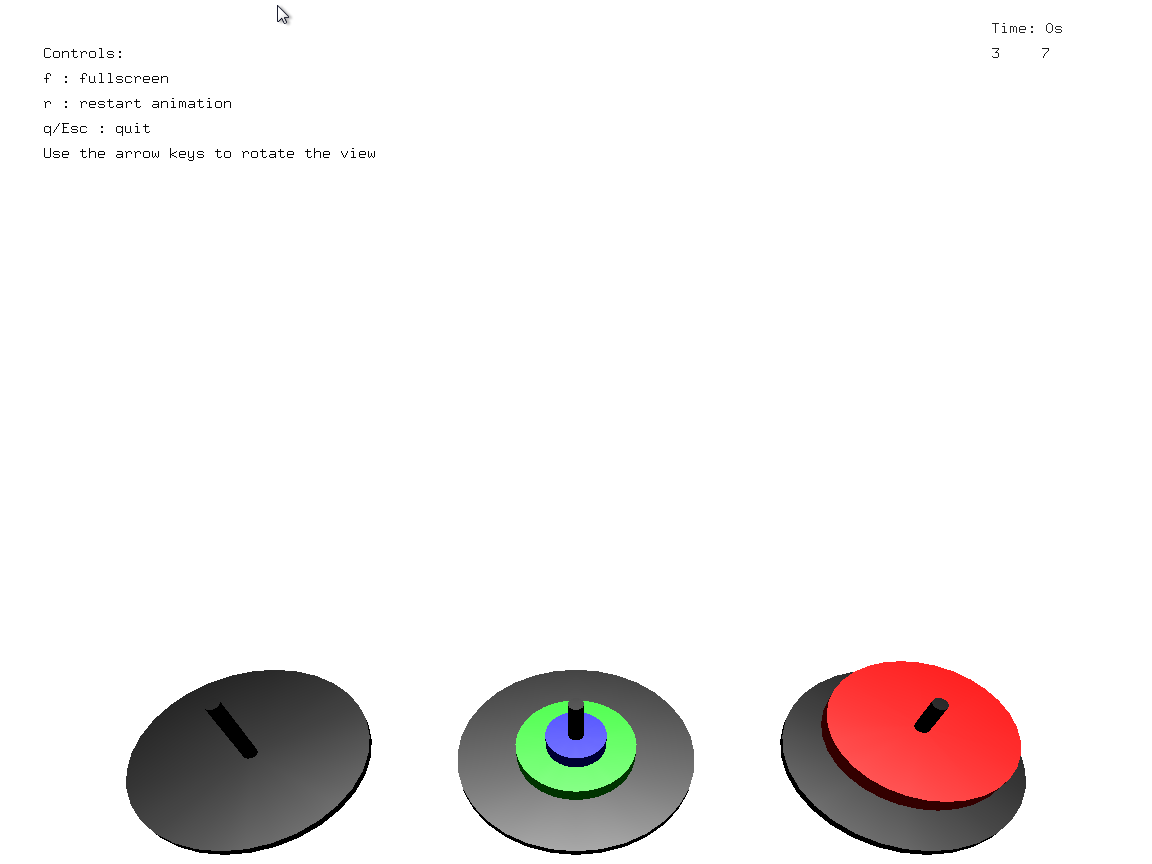 Time: 0s
Controls:
3 7
f : fullscreen
r : restart animation
q/Esc : quit
Use the arrow keys to rotate the view